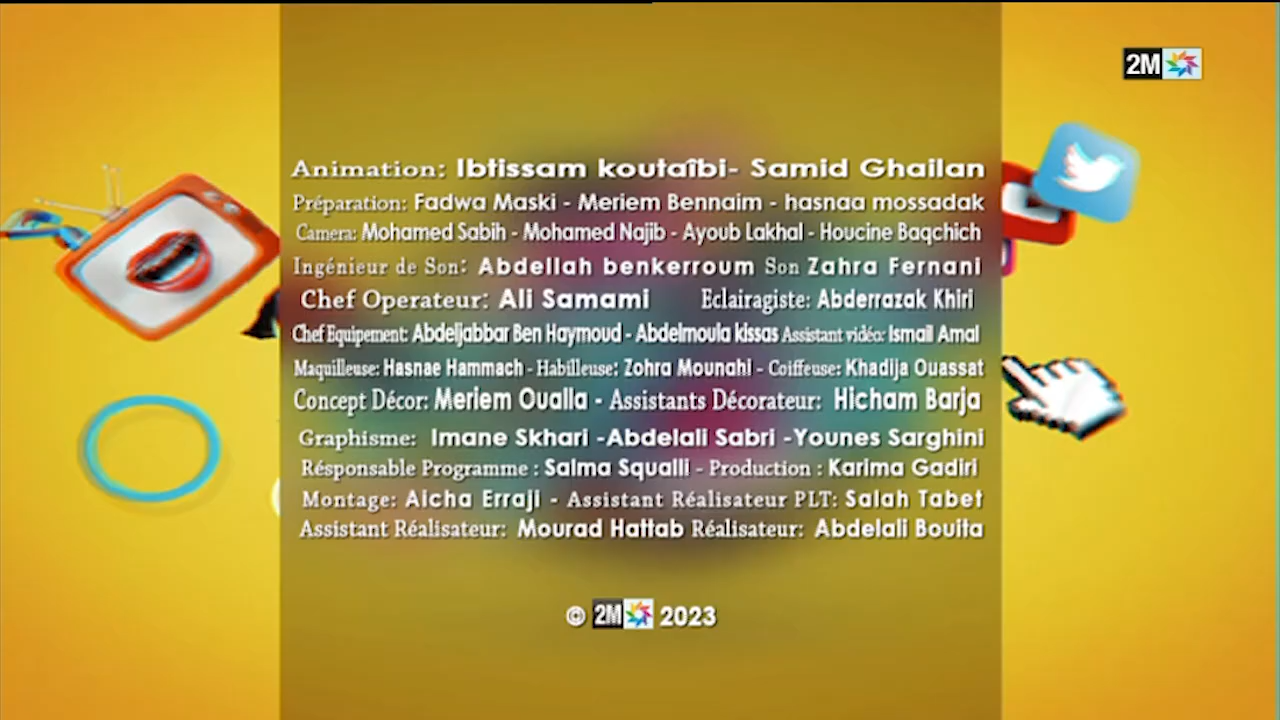 2M
Animation: Ibtissam koutaîbi- Samid Ghailan
Préparation: Fadwa Maski - Meriem Bennaim - hasnaa mossadak
Camera: Mohamed Sabih - Mohamed Najib - Ayoub Lakhal - Houcine Baqchich
Ingénieur de Son: Abdellah benkerroum Son Zahra Fernani
Chef Operateur: Ali Samami Eclairagiste: Abderrazak Khiri
Chef Equipement: Abdeljabbar Ben Haymoud - Abdelmoula kissas Assistant vidéo: Ismail Amal
Maquilleuse: Hasnae Hammach - Habilleuse: Zohra Mounahi - Coiffeuse: Khadija Ouassat
Concept Décor: Meriem Oualla - Assistants Décorateur: Hicham Barja
Graphisme: Imane Skhari -Abdelali Sabri -Younes Sarghini
Résponsable Programme : Salma Squalli - Production : Karima Gadiri
Montage: Aicha Erraji - Assistant Réalisateur PLT: Salah Tabet
Assistant Réalisateur: Mourad Hattab Réalisateur: Abdelali Bouita
© 2M 2023